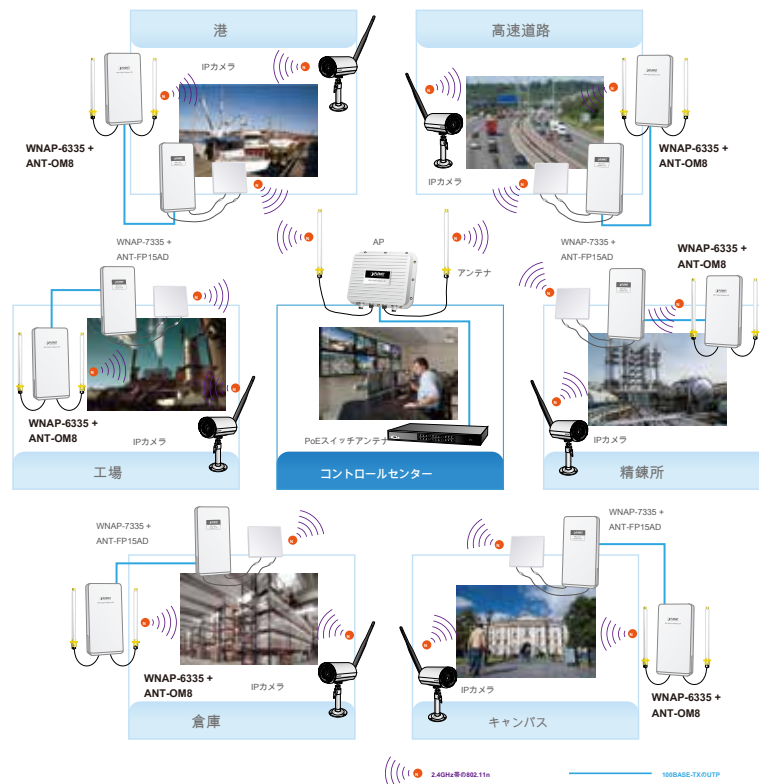 港
高速道路
IPカメラ
WNAP-6335 +
ANT-OM8
WNAP-6335 +
ANT-OM8
IPカメラ
WNAP-7335 +
ANT-FP15AD
AP
アンテナ
WNAP-7335 +
ANT-FP15AD
WNAP-6335 +
ANT-OM8
WNAP-6335 +
ANT-OM8
IPカメラ
PoEスイッチアンテナ
IPカメラ
工場
コントロールセンター
精錬所
WNAP-7335 +
ANT-FP15AD
WNAP-7335 +
ANT-FP15AD
WNAP-6335 +
ANT-OM8
IPカメラ
IPカメラ
WNAP-6335 +
ANT-OM8
倉庫
キャンパス
2.4GHz帯の802.11n
100BASE-TXのUTP